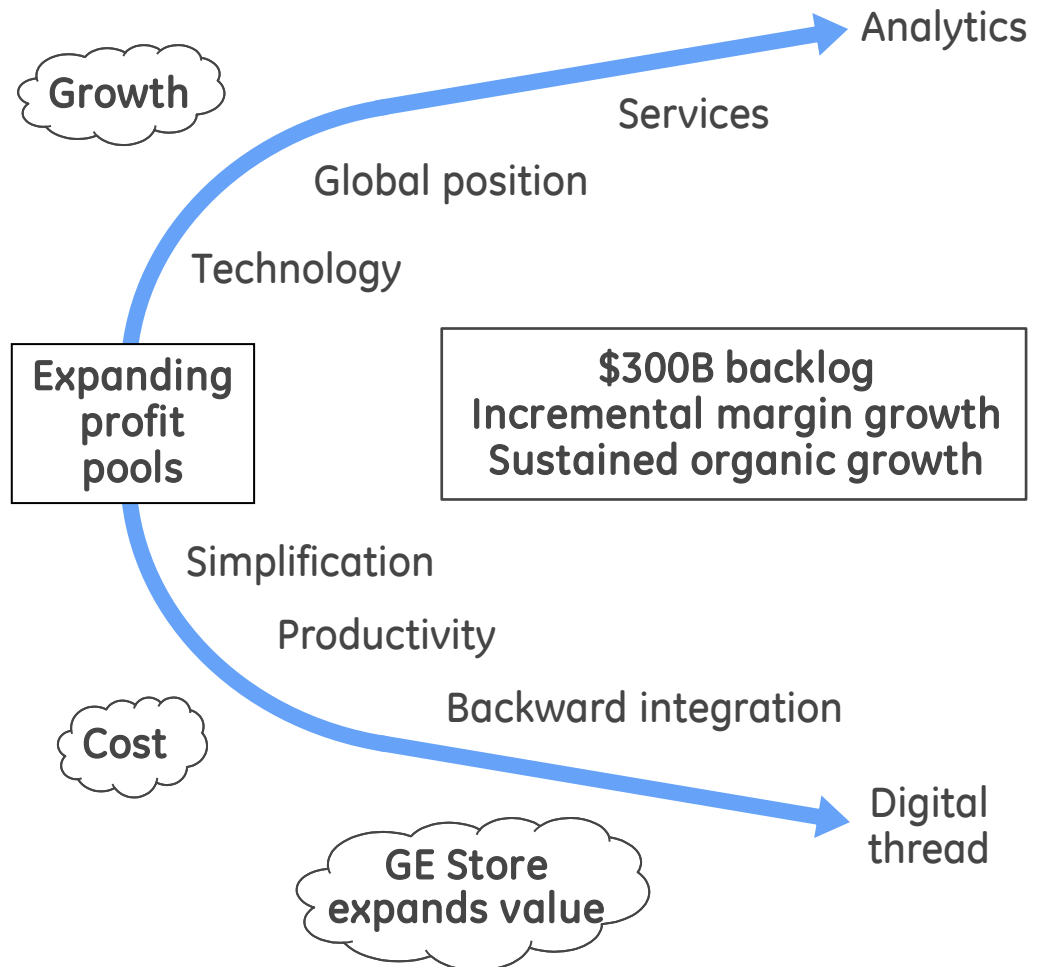 Analytics
Growth
Services
Global position
Technology
Expanding
profit
pools
$300B backlog
Incremental margin growth
Sustained organic growth
Simplification
Productivity
Backward integration
Cost
Digital
thread
GE Store
expands value